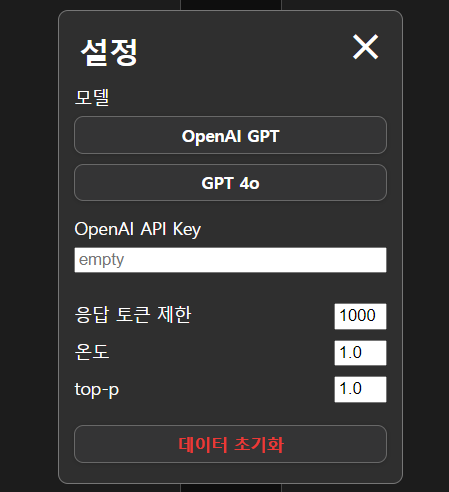 설정
모델
OpenAI GPT
GPT 4o
OpenAI API Key
empty
응답 토큰 제한 1000
온도 1.0
top-p 1.0
데이터 초기화